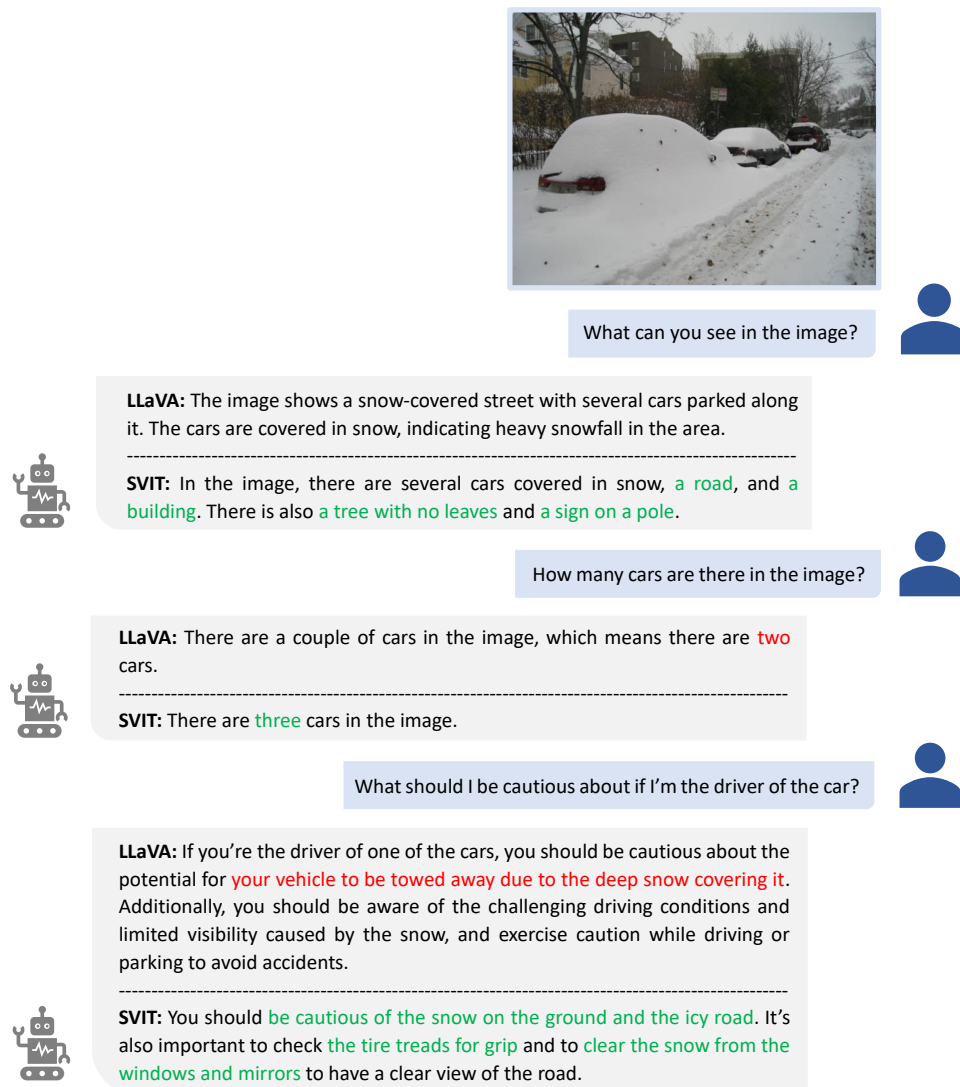 What can you see in the image?
LLaVA: The image shows a snow-covered street with several cars parked along
it. The cars are covered in snow, indicating heavy snowfall in the area.
-----------------------------------------------------------------------------------------------------
SVIT: In the image, there are several cars covered in snow, a road, and a
building. There is also a tree with no leaves and a sign on a pole.
How many cars are there in the image?
LLaVA: There are a couple of cars in the image, which means there are two
cars.
-----------------------------------------------------------------------------------------------------
SVIT: There are three cars in the image.
What should I be cautious about if I’m the driver of the car?
LLaVA: If you’re the driver of one of the cars, you should be cautious about the
potential for your vehicle to be towed away due to the deep snow covering it.
Additionally, you should be aware of the challenging driving conditions and
limited visibility caused by the snow, and exercise caution while driving or
parking to avoid accidents.
-----------------------------------------------------------------------------------------------------
SVIT: You should be cautious of the snow on the ground and the icy road. It’s
also important to check the tire treads for grip and to clear the snow from the
windows and mirrors to have a clear view of the road.